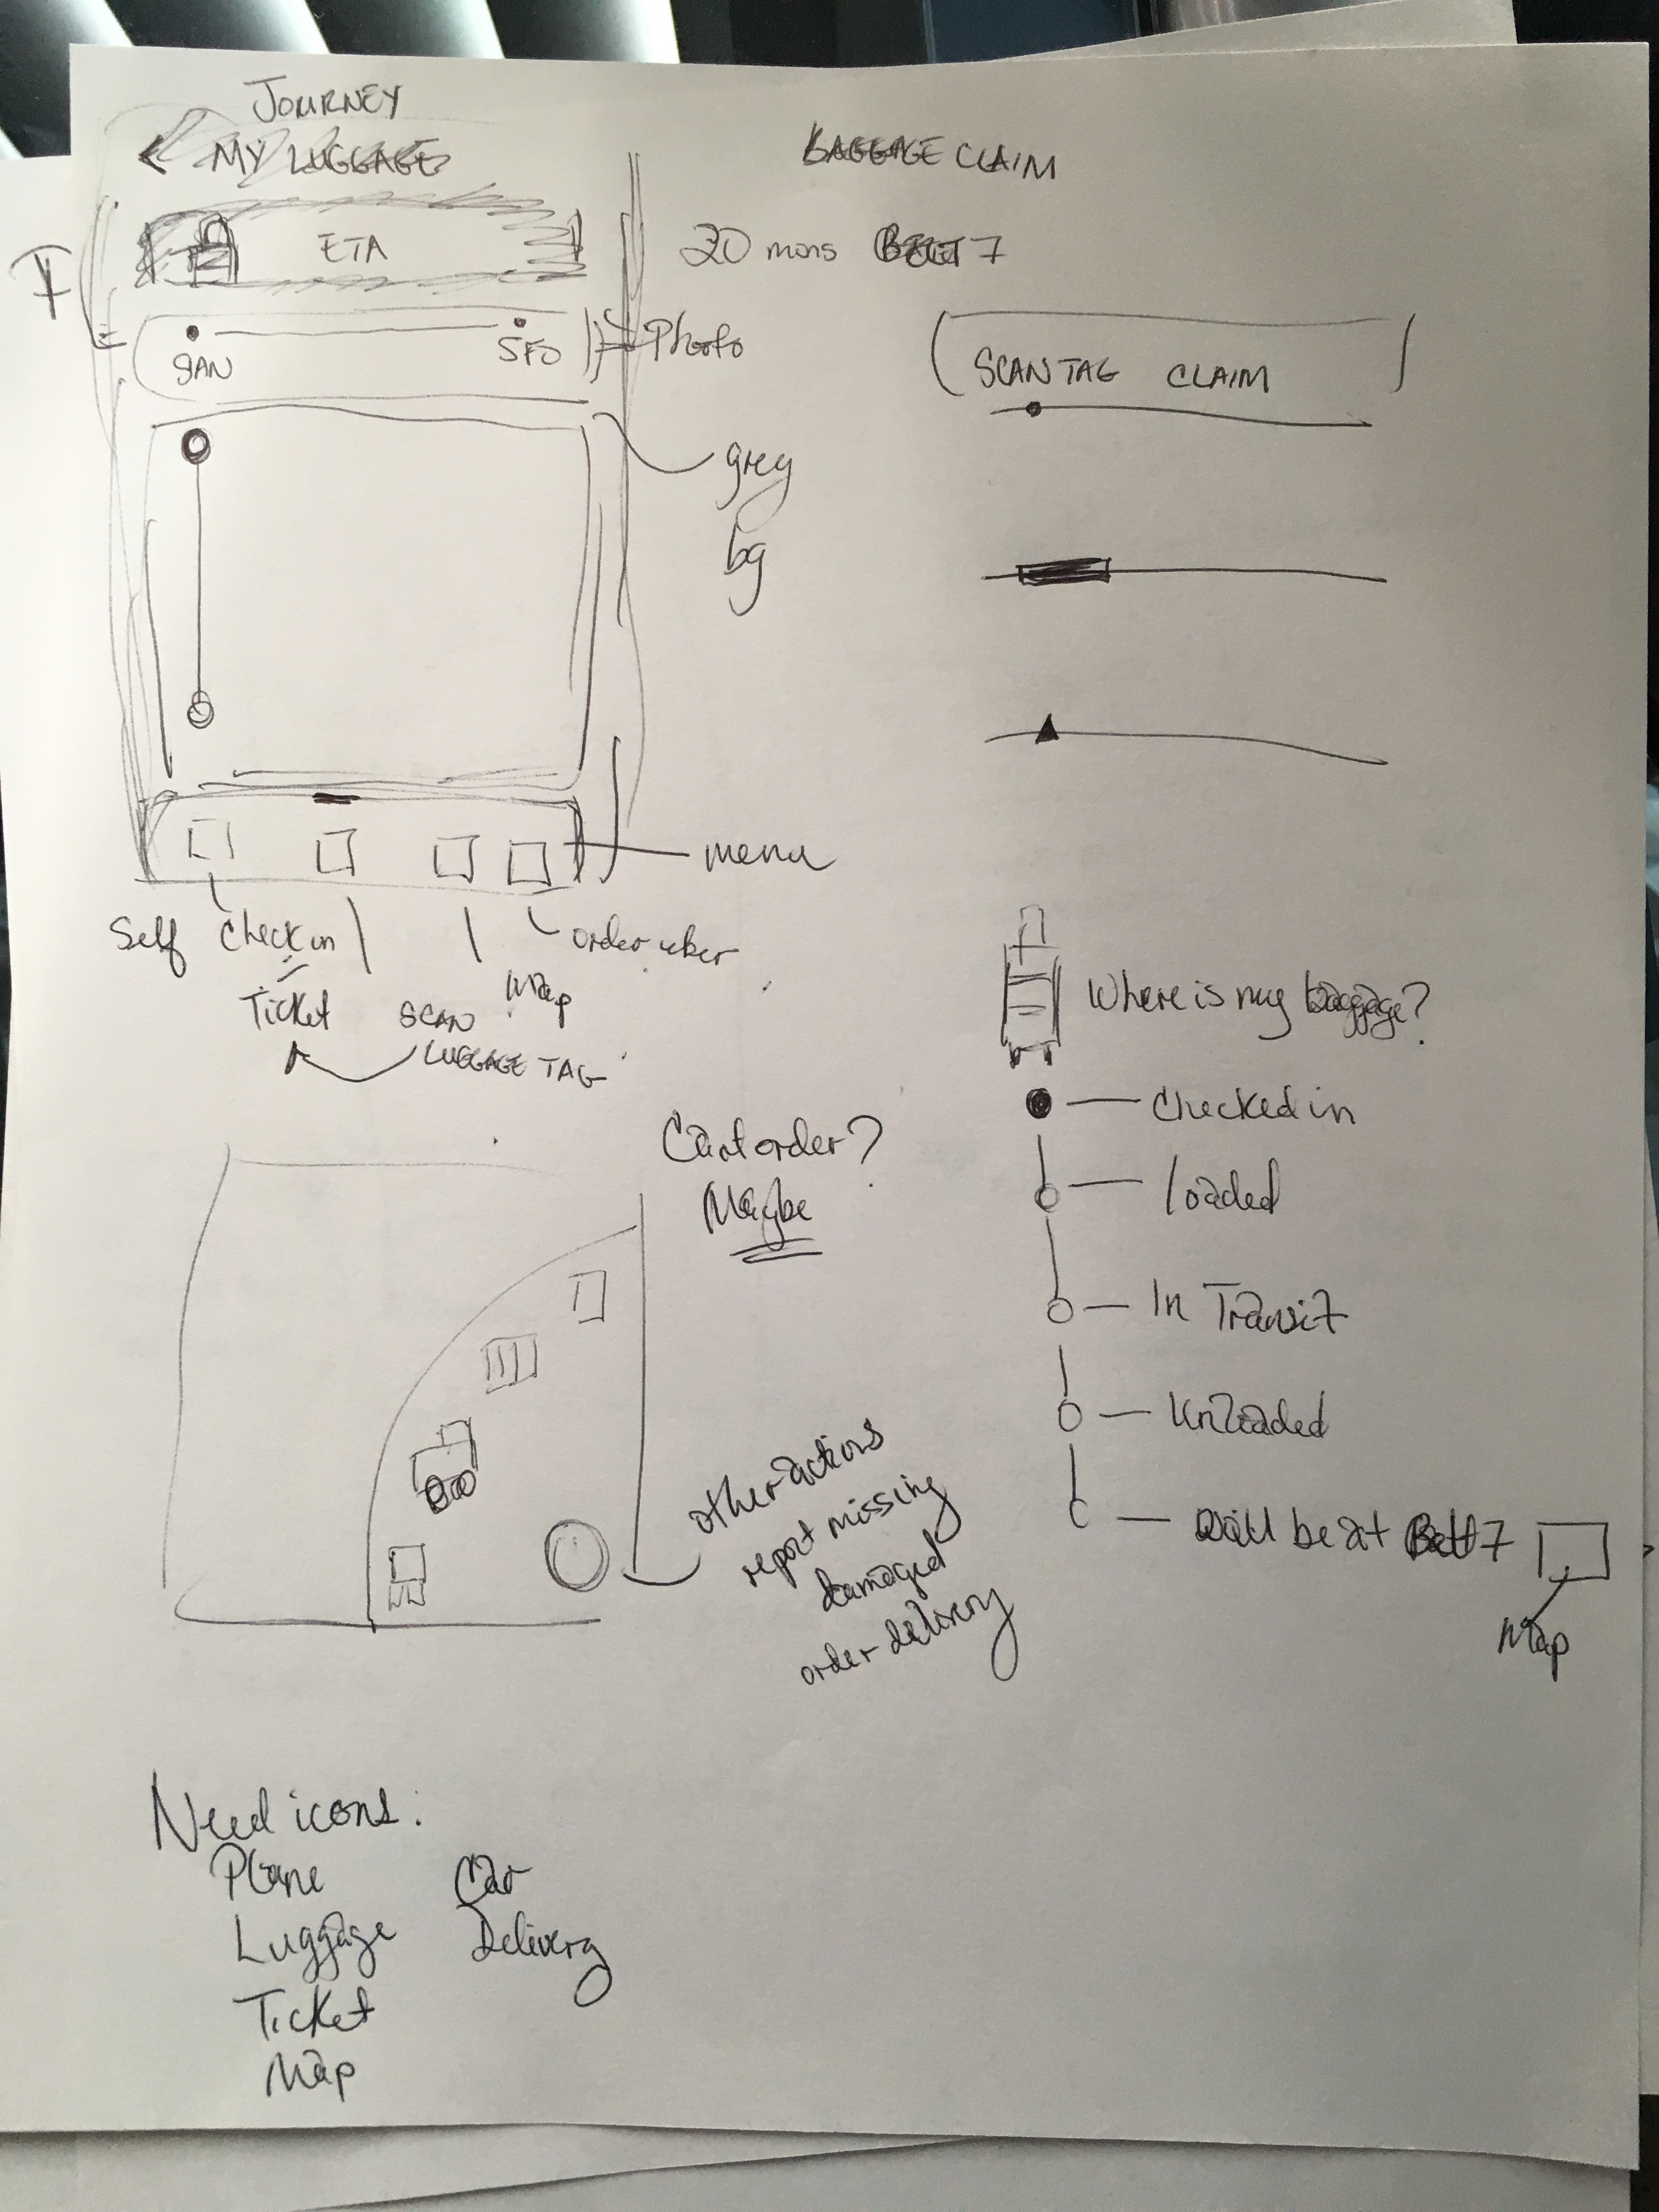 JOURNEY
MY LUGGAGE
ETA
SAN
SFO
Photo
grey
bg
menu
Self Check in
Ticket
SCAN
LUGGAGE TAG
Map
order uber
BAGGAGE CLAIM
20 mins BELT 7
SCAN TAG CLAIM
Where is my baggage?
Checked in
loaded
In Transit
Unloaded
Will be at Belt 7
Map
Cart order?
Maybe
other actions
report missing
damaged
order delivery
Need icons:
Plane
Luggage
Ticket
Map
Car
Delivery